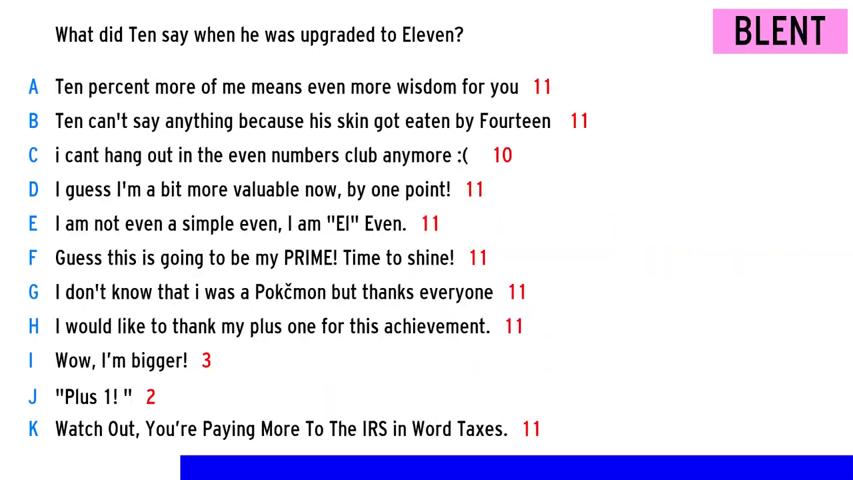 What did Ten say when he was upgraded to Eleven?
BLENT
A Ten percent more of me means even more wisdom for you 11
B Ten can't say anything because his skin got eaten by Fourteen 11
C i cant hang out in the even numbers club anymore :( 10
D I guess I'm a bit more valuable now, by one point! 11
E I am not even a simple even, I am "El" Even. 11
F Guess this is going to be my PRIME! Time to shine! 11
G I don't know that i was a Pokčmon but thanks everyone 11
H I would like to thank my plus one for this achievement. 11
I Wow, I’m bigger! 3
J "Plus 1! " 2
K Watch Out, You’re Paying More To The IRS in Word Taxes. 11